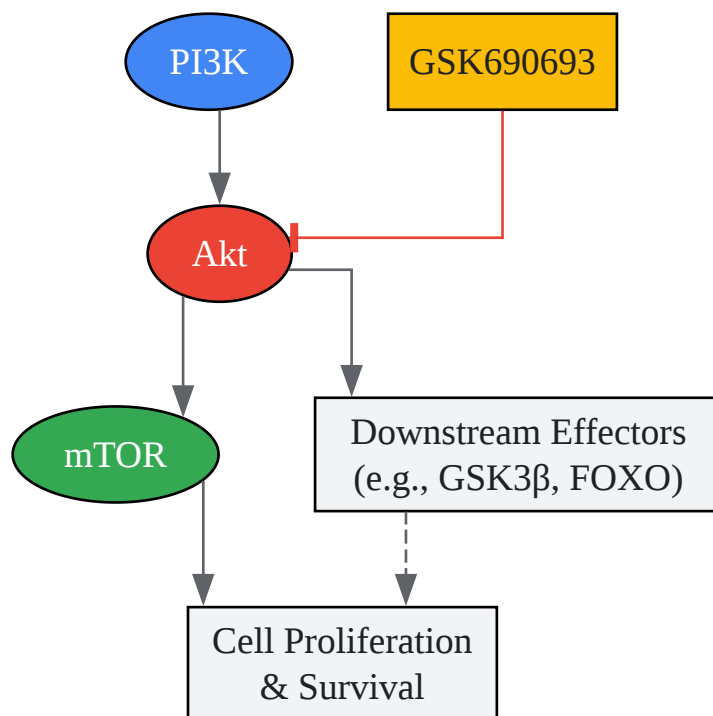 PI3K
GSK690693
Akt
mTOR
Downstream Effectors
(e.g., GSK3β, FOXO)
Cell Proliferation
& Survival